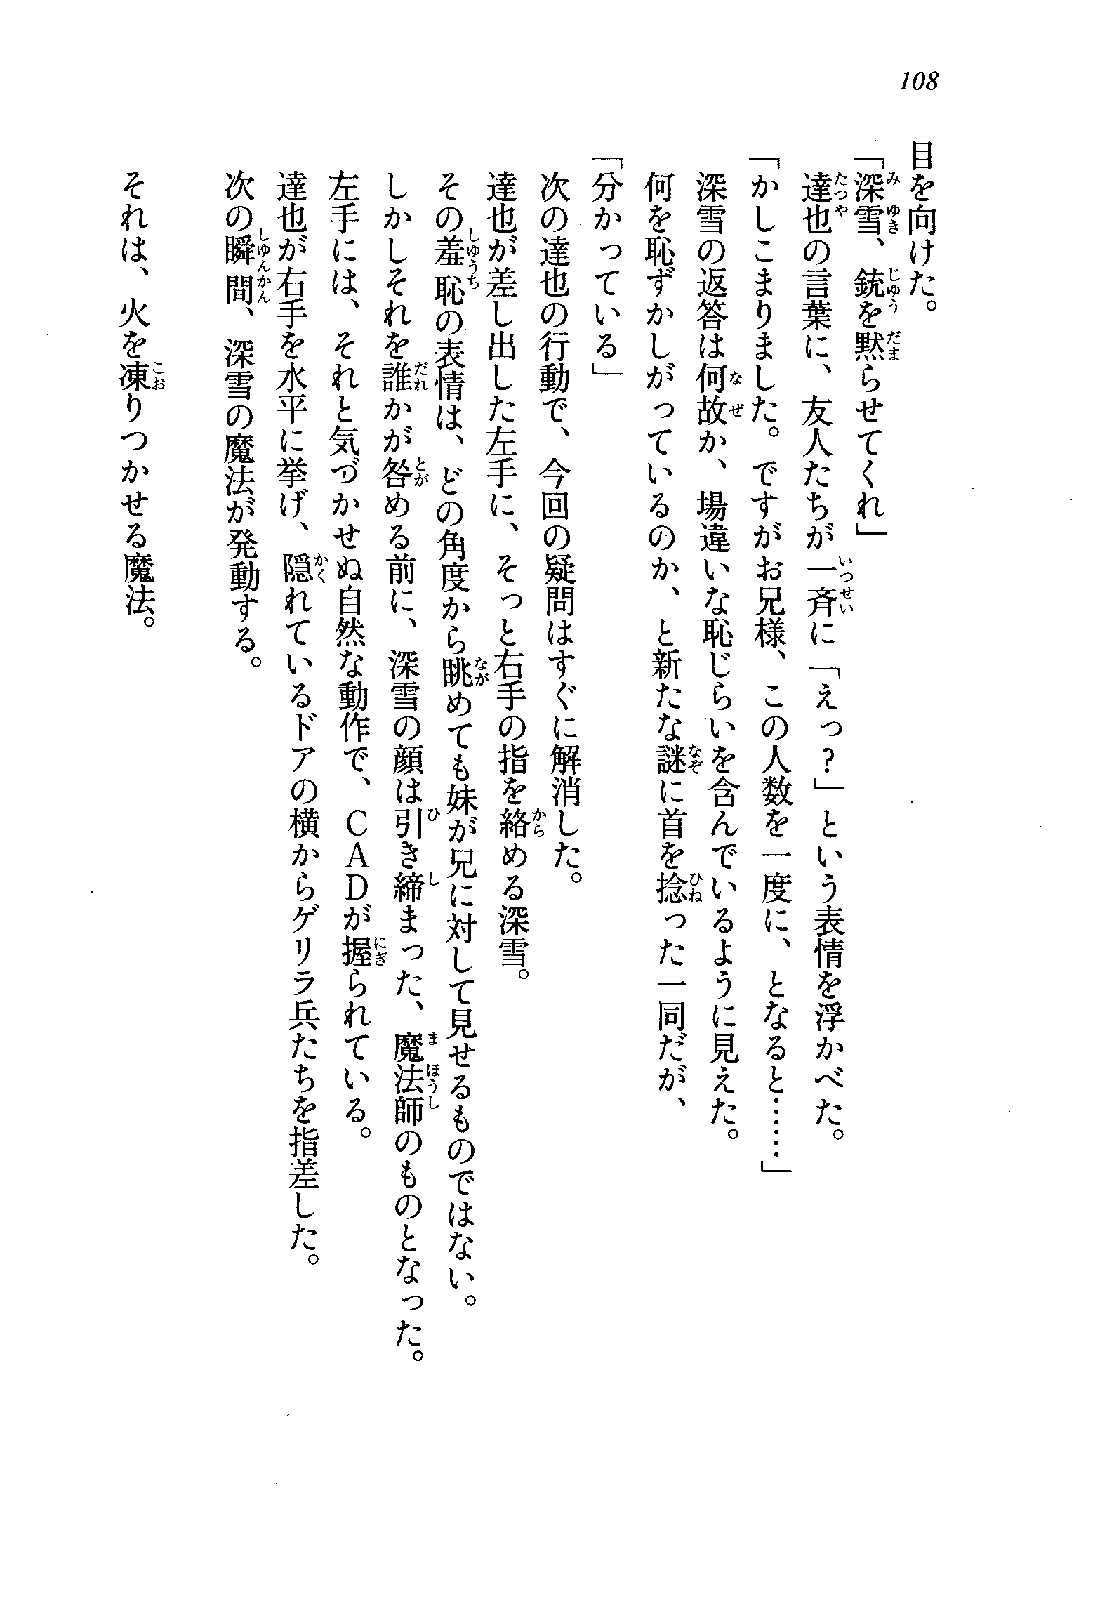 108
目を向けた。
「深雪、銃を黙らせてくれ」
達也の言葉に、友人たちが一斉に「えっ？」という表情を浮かべた。
「かしこまりました。ですがお兄様、この人数を一度に、となると……」
深雪の返答は何故か、場違いな恥じらいを含んでいるように見えた。
何を恥ずかしがっているのか、と新たな謎に首を捻った一同だが、
「分かっている」
次の達也の行動で、今回の疑問はすぐに解消した。
達也が差し出した左手に、そっと右手の指を絡める深雪。
その羞恥の表情は、どの角度から眺めても妹が兄に対して見せるものではない。
しかしそれを誰かが咎める前に、深雪の顔は引き締まった、魔法師のものとなった。
左手には、それと気づかせぬ自然な動作で、ＣＡＤが握られている。
達也が右手を水平に挙げ、隠れているドアの横からゲリラ兵たちを指差した。
次の瞬間、深雪の魔法が発動する。
それは、火を凍りつかせる魔法。